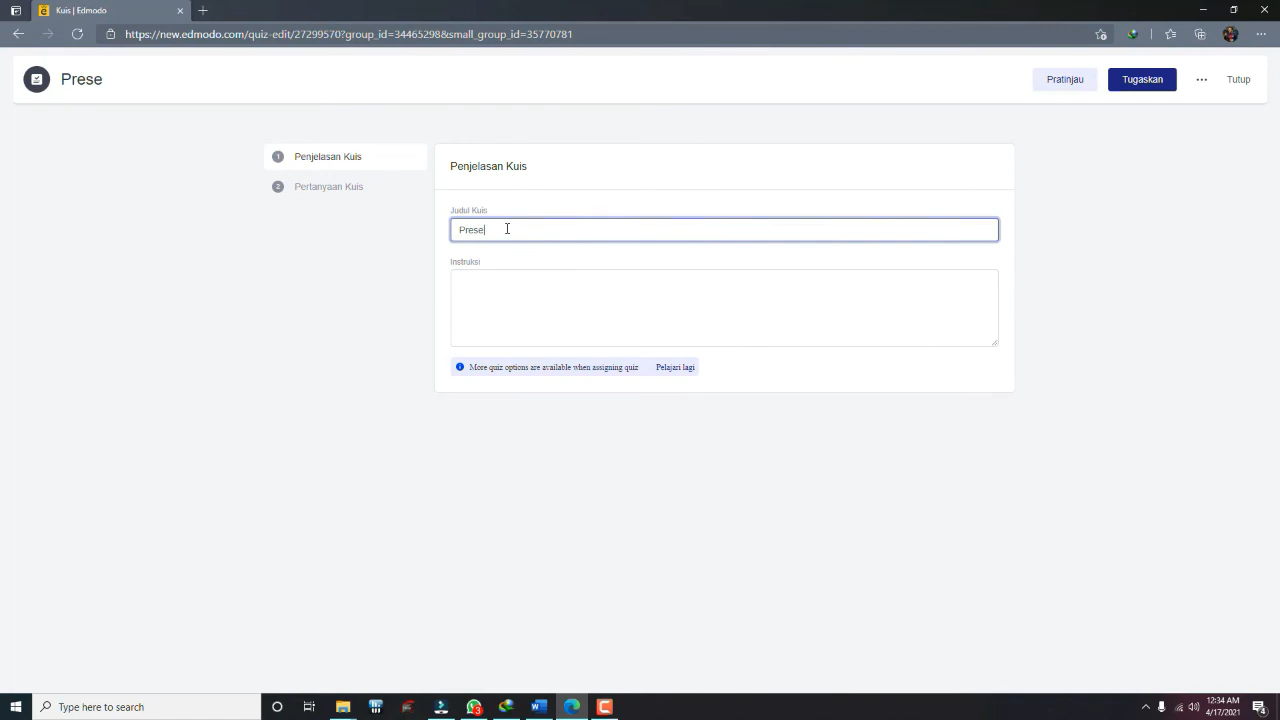 Kuis | Edmodo
https://new.edmodo.com/quiz-edit/27299570?group_id=34465298&small_group_id=35770781
Prese
Pratinjau
Tugaskan
Tutup
1 Penjelasan Kuis
2 Pertanyaan Kuis
Penjelasan Kuis
Judul Kuis
Prese
Instruksi
More quiz options are available when assigning quiz Pelajari lagi
Type here to search
3
12:34 AM
4/17/2021